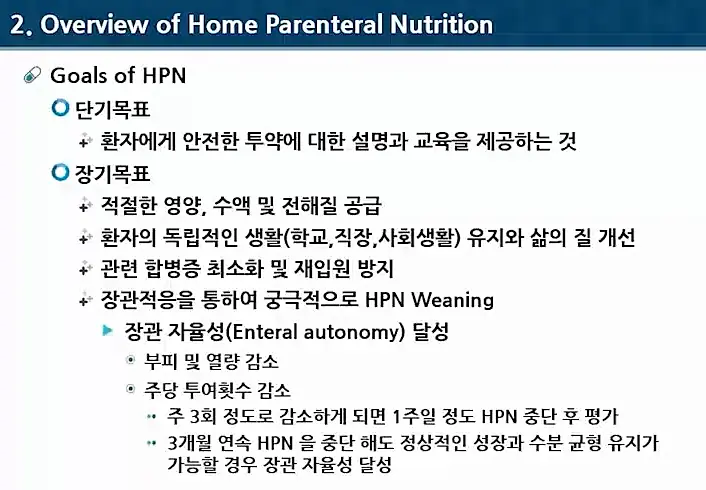 2. Overview of Home Parenteral Nutrition
Goals of HPN
단기목표
환자에게 안전한 투약에 대한 설명과 교육을 제공하는 것
장기목표
적절한 영양, 수액 및 전해질 공급
환자의 독립적인 생활(학교,직장,사회생활) 유지와 삶의 질 개선
관련 합병증 최소화 및 재입원 방지
장관적응을 통하여 궁극적으로 HPN Weaning
장관 자율성(Enteral autonomy) 달성
부피 및 열량 감소
주당 투여횟수 감소
주 3회 정도로 감소하게 되면 1주일 정도 HPN 중단 후 평가
3개월 연속 HPN 을 중단 해도 정상적인 성장과 수분 균형 유지가
가능할 경우 장관 자율성 달성